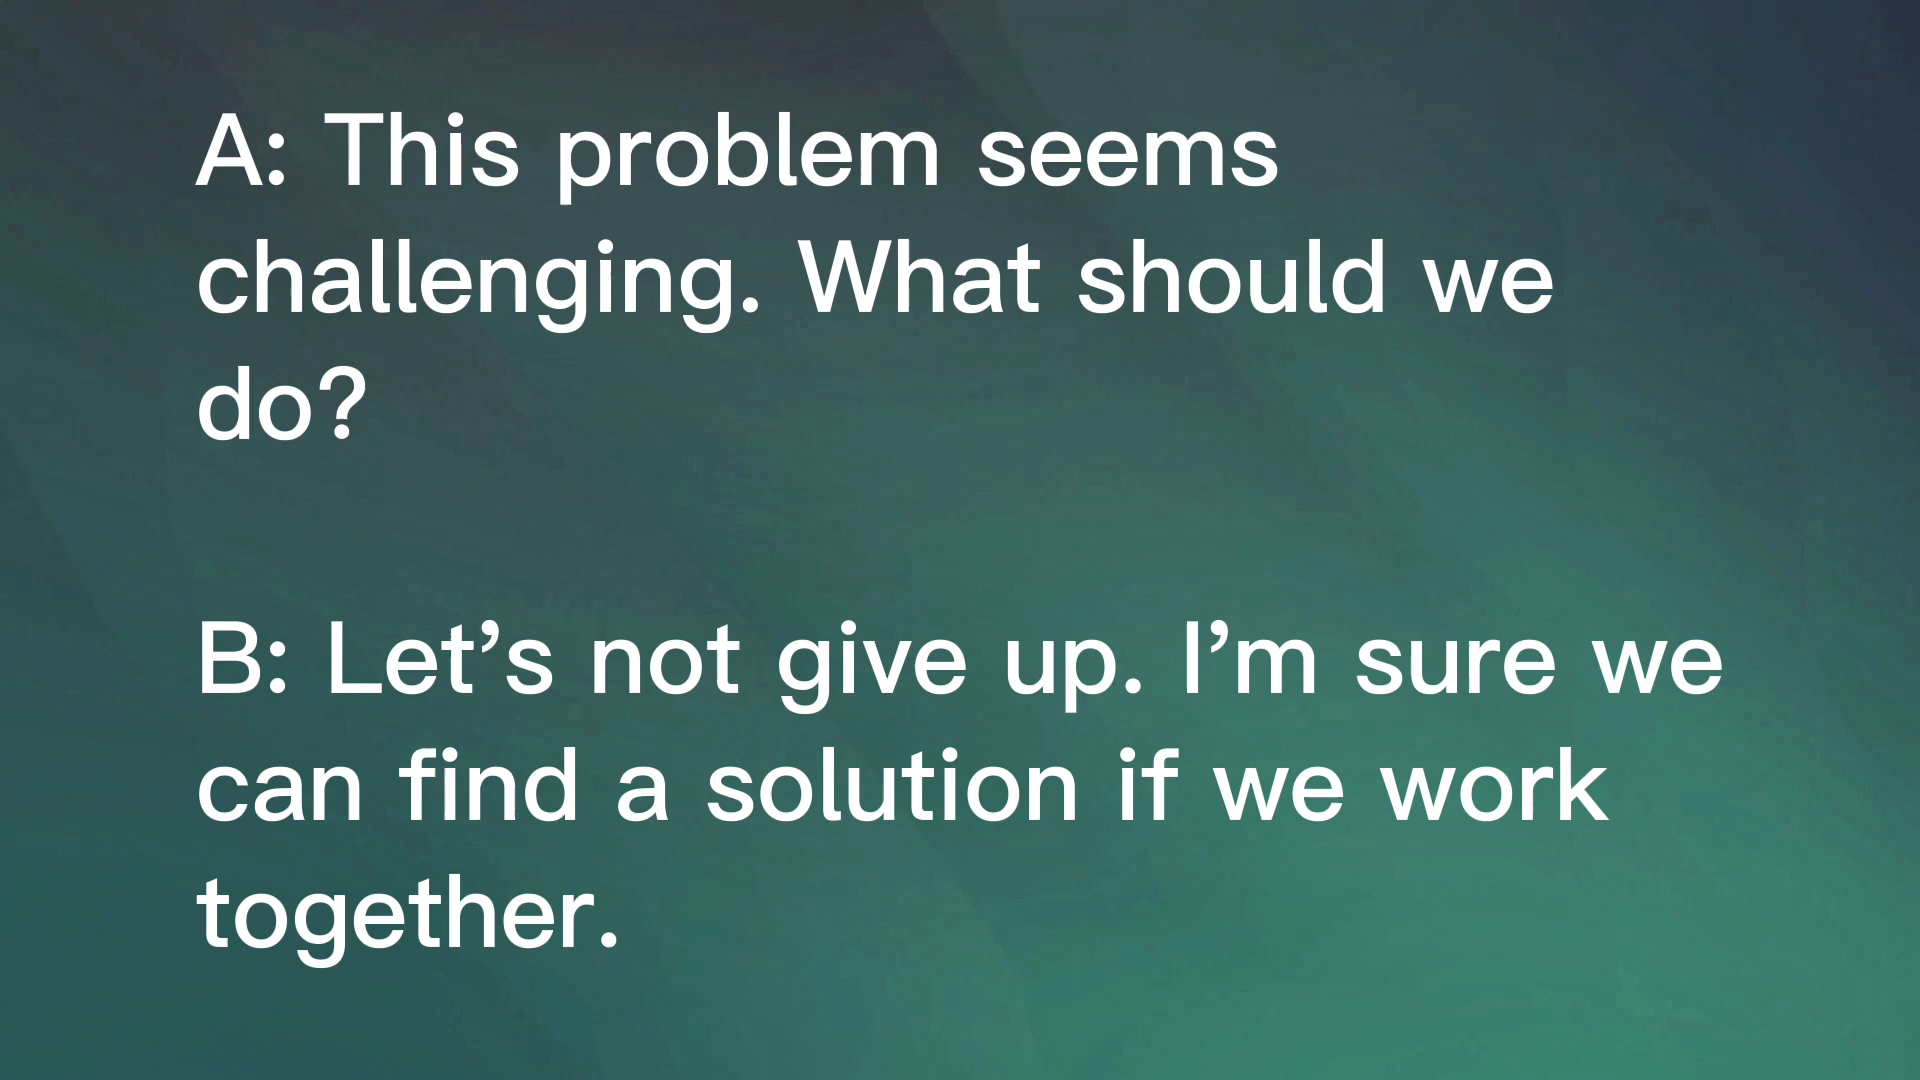 A: This problem seems
challenging. What should we
do?
B: Let’s not give up. I’m sure we
can find a solution if we work
together.